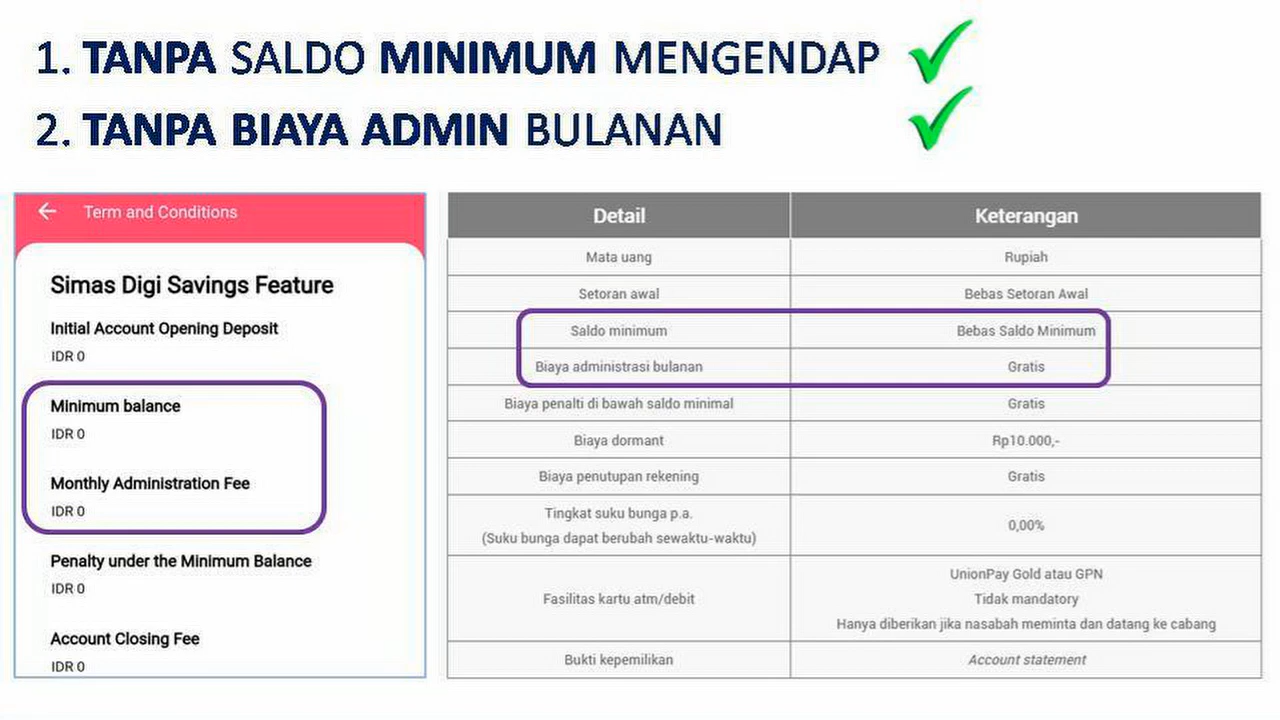 1. TANPA SALDO MINIMUM MENGENDAP
2. TANPA BIAYA ADMIN BULANAN
Term and Conditions
Simas Digi Savings Feature
Initial Account Opening Deposit
IDR 0
Minimum balance
IDR 0
Monthly Administration Fee
IDR 0
Penalty under the Minimum Balance
IDR 0
Account Closing Fee
IDR 0
Detail Keterangan
Mata uang Rupiah
Setoran awal Bebas Setoran Awal
Saldo minimum Bebas Saldo Minimum
Biaya administrasi bulanan Gratis
Biaya penalti di bawah saldo minimal Gratis
Biaya dormant Rp10.000,-
Biaya penutupan rekening Gratis
Tingkat suku bunga p.a.
(Suku bunga dapat berubah sewaktu-waktu)
0,00%
Fasilitas kartu atm/debit
UnionPay Gold atau GPN
Tidak mandatory
Hanya diberikan jika nasabah meminta dan datang ke cabang
Bukti kepemilikan Account statement